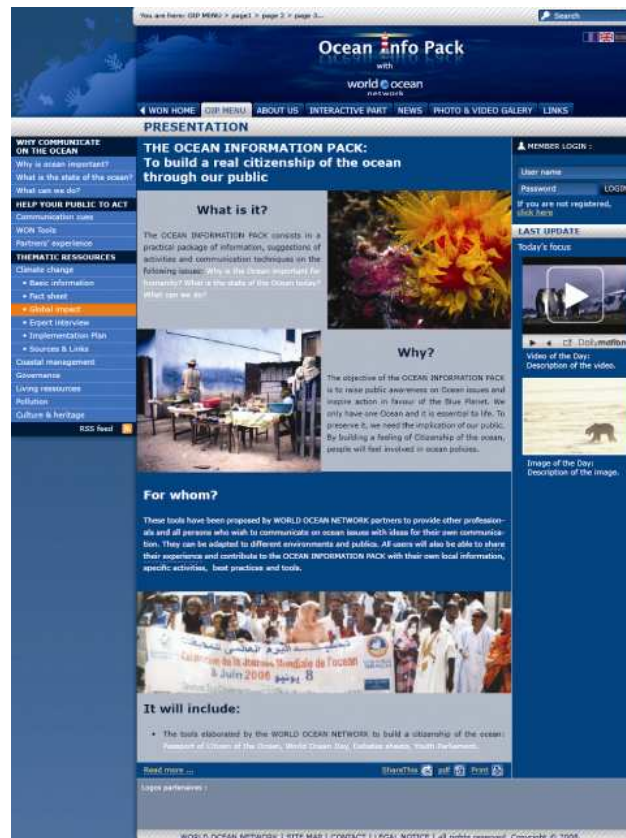 You are here: OIP MENU > page1 > page 2 > page 3...
Search
Ocean Info Pack
with
world ocean
network
WON HOME OIP MENU ABOUT US INTERACTIVE PART NEWS PHOTO & VIDEO GALERY LINKS
PRESENTATION
WHY COMMUNICATE
ON THE OCEAN
Why is ocean important?
What is the state of the ocean?
What can we do?
HELP YOUR PUBLIC TO ACT
Communication cues
WON Tools
Partners' experience
THEMATIC RESSOURCES
Climate change
• Basic information
• Fact sheet
• Global impact
• Expert interview
• Implementation Plan
• Sources & Links
Coastal management
Governance
Living ressources
Pollution
Culture & heritage
RSS feed
THE OCEAN INFORMATION PACK:
To build a real citizenship of the ocean
through our public
What is it?
The OCEAN INFORMATION PACK consists in a
practical package of information, suggestions of
activities and communication techniques on the
following issues: Why is the Ocean important for
humanity? What is the state of the Ocean today?
What can we do?
Why?
The objective of the OCEAN INFORMATION PACK
is to raise public awareness on Ocean issues and
inspire action in favour of the Blue Planet. We
only have one Ocean and it is essential to life. To
preserve it, we need the implication of our public.
By building a feeling of Citizenship of the ocean,
people will feel involved in ocean policies.
For whom?
These tools have been proposed by WORLD OCEAN NETWORK partners to provide other profession-
als and all persons who wish to communicate on ocean issues with ideas for their own communica-
tion. They can be adapted to different environments and publics. All users will also be able to share
their experience and contribute to the OCEAN INFORMATION PACK with their own local information,
specific activities, best practices and tools.
اليوم العالمي
de la Journée Mondiale de l'ocean
8 Juin 2006 يونيو 8
It will include:
• The tools elaborated by the WORLD OCEAN NETWORK to build a citizenship of the ocean:
Passport of Citizen of the Ocean, World Ocean Day, Debates sheets, Youth Parliament.
Read more ...
ShareThis pdf Print
Logos partenaires :
MEMBER LOGIN :
User name
Password LOGIN
If you are not registered,
click here
LAST UPDATE
Today's focus
Dailymotion
Video of the Day:
Description of the video.
Image of the Day:
Description of the image.
WORLD OCEAN NETWORK | SITE MAP | CONTACT | LEGAL NOTICE | all rights reserved. Copyright © 2008